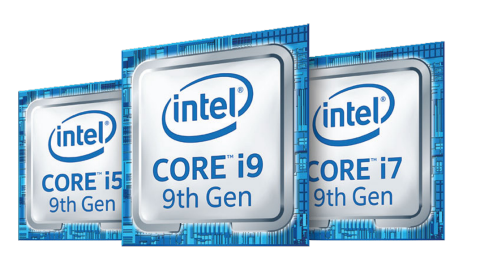 intel®
CORE™ i5
9th Gen
intel®
CORE™ i9
9th Gen
intel®
CORE™ i7
9th Gen